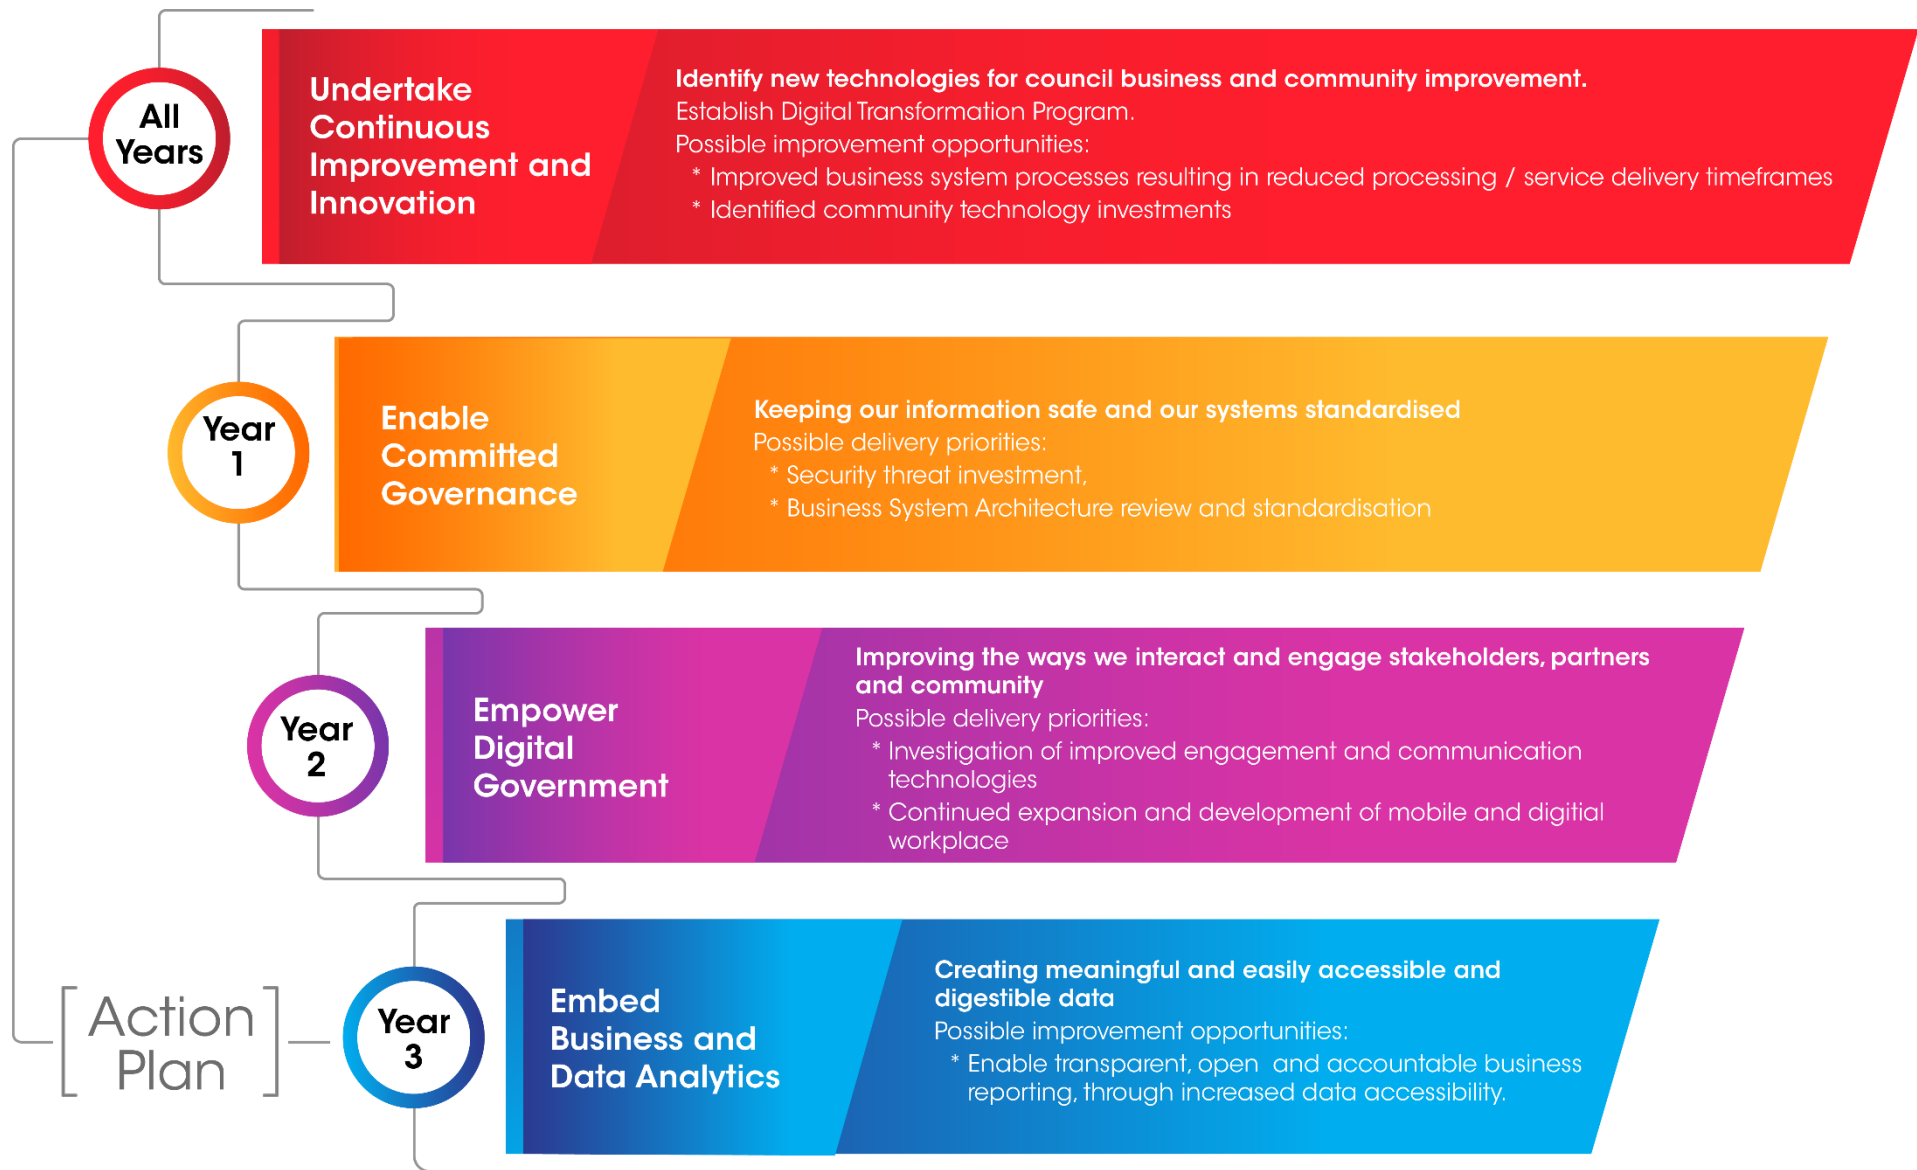 All
Years
Undertake
Continuous
Improvement and
Innovation
Identify new technologies for council business and community improvement.
Establish Digital Transformation Program.
Possible improvement opportunities:
* Improved business system processes resulting in reduced processing / service delivery timeframes
* Identified community technology investments
Year
1
Enable
Committed
Governance
Keeping our information safe and our systems standardised
Possible delivery priorities:
* Security threat investment,
* Business System Architecture review and standardisation
Year
2
Empower
Digital
Government
Improving the ways we interact and engage stakeholders, partners
and community
Possible delivery priorities:
* Investigation of improved engagement and communication
technologies
* Continued expansion and development of mobile and digitial
workplace
[Action
Plan]
Year
3
Embed
Business and
Data Analytics
Creating meaningful and easily accessible and
digestible data
Possible improvement opportunities:
* Enable transparent, open  and accountable business
reporting, through increased data accessibility.